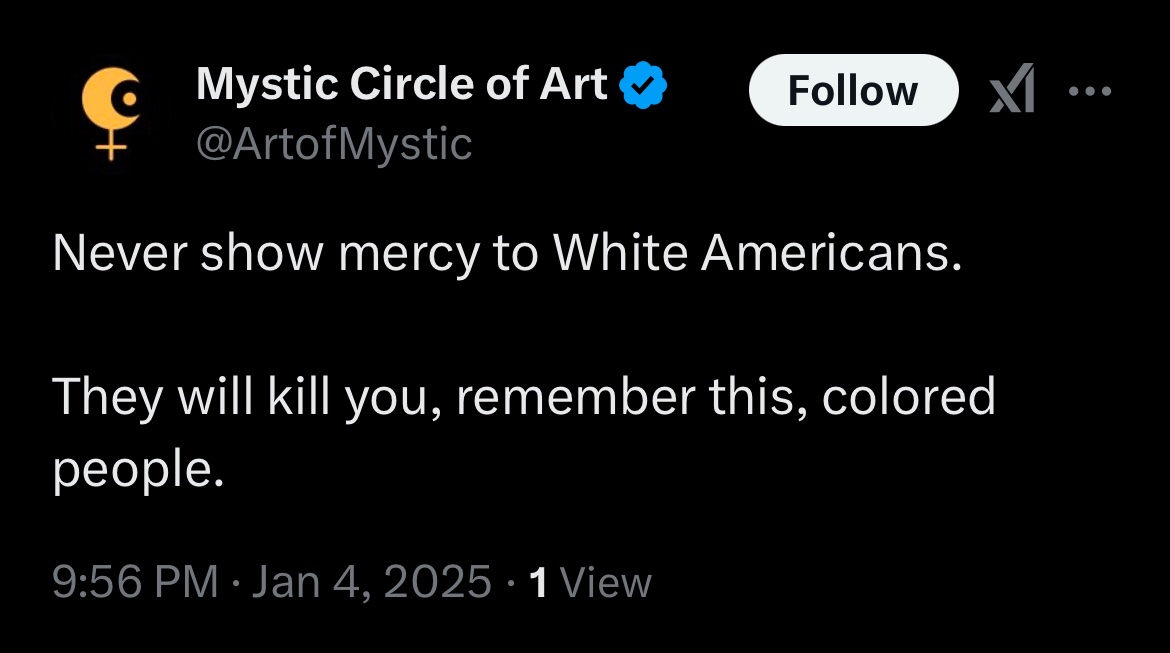 Mystic Circle of Art
Follow
@ArtofMystic
Never show mercy to White Americans.
They will kill you, remember this, colored
people.
9:56 PM · Jan 4, 2025 · 1 View